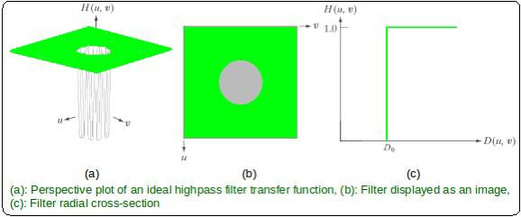 H(u, v)
u
v
(a)
v
u
(b)
H(u, v)
1.0
D₀
D(u, v)
(c)
(a): Perspective plot of an ideal highpass filter transfer function, (b): Filter displayed as an image,
(c): Filter radial cross-section